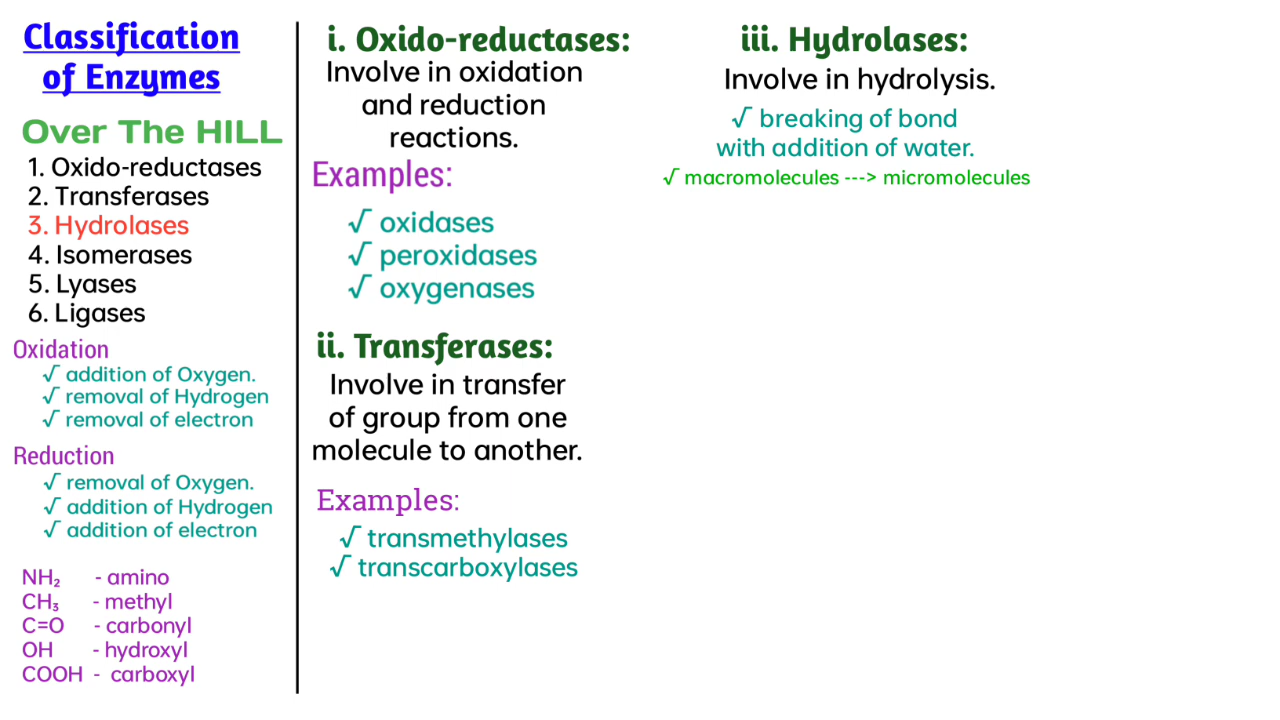 Classification
of Enzymes
Over The HILL
1. Oxido-reductases
2. Transferases
3. Hydrolases
4. Isomerases
5. Lyases
6. Ligases
Oxidation
√ addition of Oxygen.
√ removal of Hydrogen
√ removal of electron
Reduction
√ removal of Oxygen.
√ addition of Hydrogen
√ addition of electron
NH₂ - amino
CH₃ - methyl
C=O - carbonyl
OH - hydroxyl
COOH - carboxyl
i. Oxido-reductases:
Involve in oxidation
and reduction
reactions.
Examples:
√ oxidases
√ peroxidases
√ oxygenases
ii. Transferases:
Involve in transfer
of group from one
molecule to another.
Examples:
√ transmethylases
√ transcarboxylases
iii. Hydrolases:
Involve in hydrolysis.
√ breaking of bond
with addition of water.
√ macromolecules ---> micromolecules